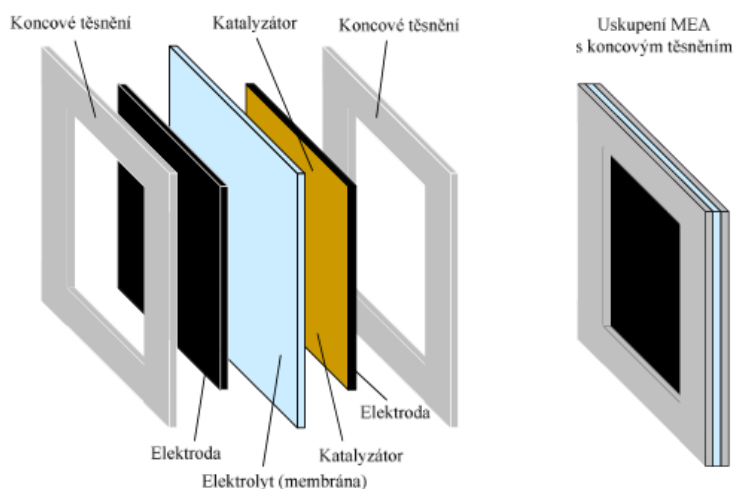 Koncové těsnění
Katalyzátor
Koncové těsnění
Uskupení MEA
s koncovým těsněním
Elektroda
Elektroda
Katalyzátor
Elektrolyt (membrána)